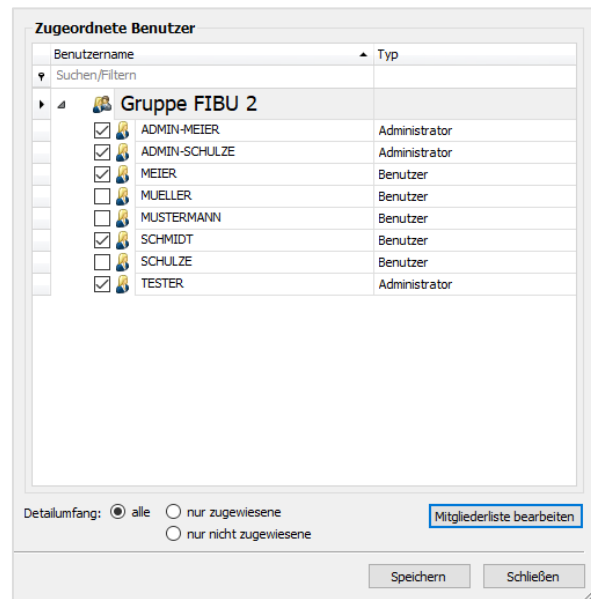 Zugeordnete Benutzer
Benutzername Typ
Suchen/Filtern
Gruppe FIBU 2
ADMIN-MEIER Administrator
ADMIN-SCHULZE Administrator
MEIER Benutzer
MUELLER Benutzer
MUSTERMANN Benutzer
SCHMIDT Benutzer
SCHULZE Benutzer
TESTER Administrator
Detailumfang: alle nur zugewiesene Mitgliederliste bearbeiten
nur nicht zugewiesene
Speichern Schließen